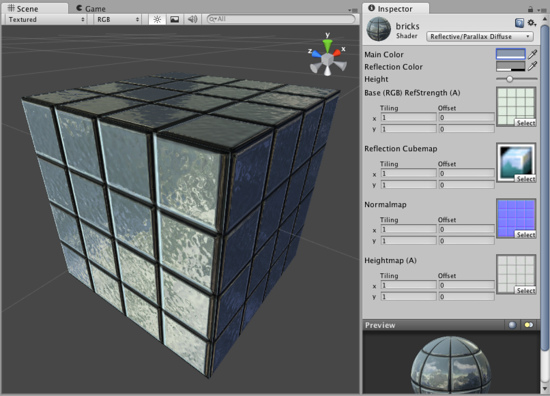 Scene
Game
Textured
RGB
All
y
x
z
Inspector
bricks
Shader
Reflective/Parallax Diffuse
Main Color
Reflection Color
Height
Base (RGB) RefStrength (A)
Tiling Offset
x 1 0
y 1 0
Select
Reflection Cubemap
Tiling Offset
x 1 0
y 1 0
Select
Normalmap
Tiling Offset
x 1 0
y 1 0
Select
Heightmap (A)
Tiling Offset
x 1 0
y 1 0
Select
Preview